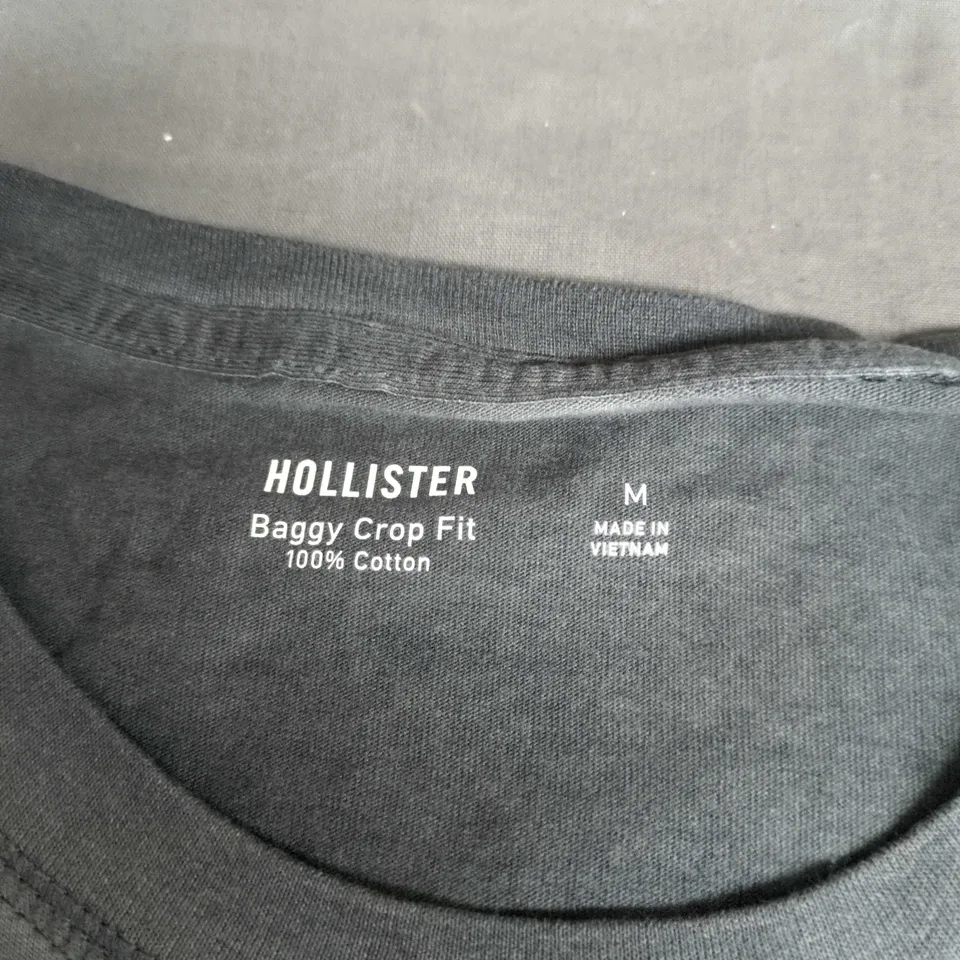 HOLLISTER
Baggy Crop Fit
100% Cotton
M
MADE IN
VIETNAM